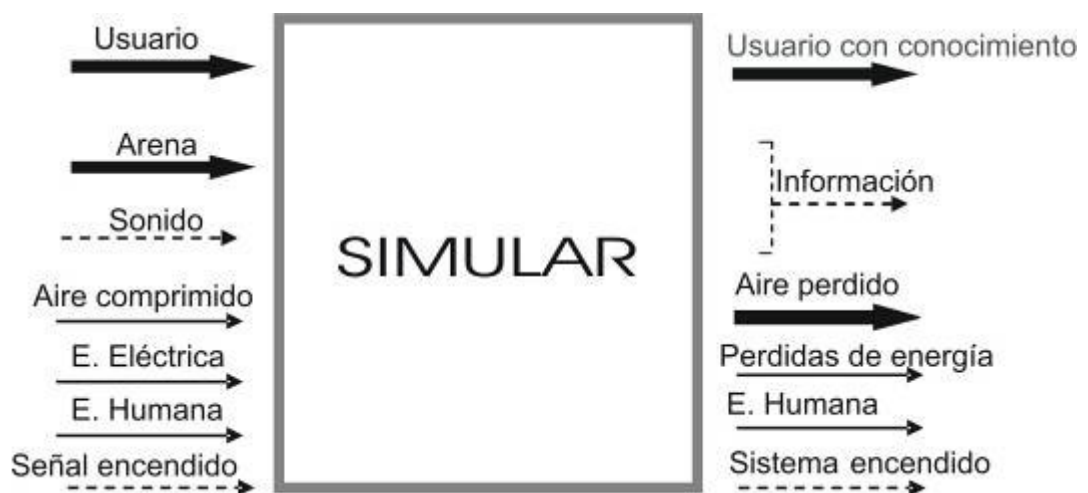 Usuario
Arena
Sonido
Aire comprimido
E. Eléctrica
E. Humana
Señal encendido
SIMULAR
Usuario con conocimiento
Información
Aire perdido
Perdidas de energía
E. Humana
Sistema encendido